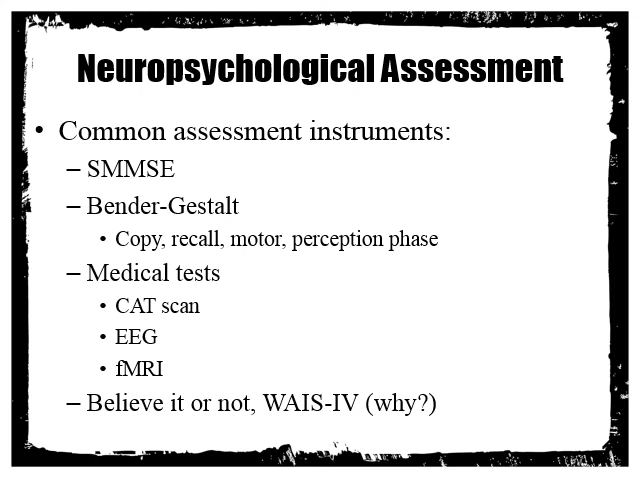 Neuropsychological Assessment
• Common assessment instruments:
– SMMSE
– Bender-Gestalt
• Copy, recall, motor, perception phase
– Medical tests
• CAT scan
• EEG
• fMRI
– Believe it or not, WAIS-IV (why?)